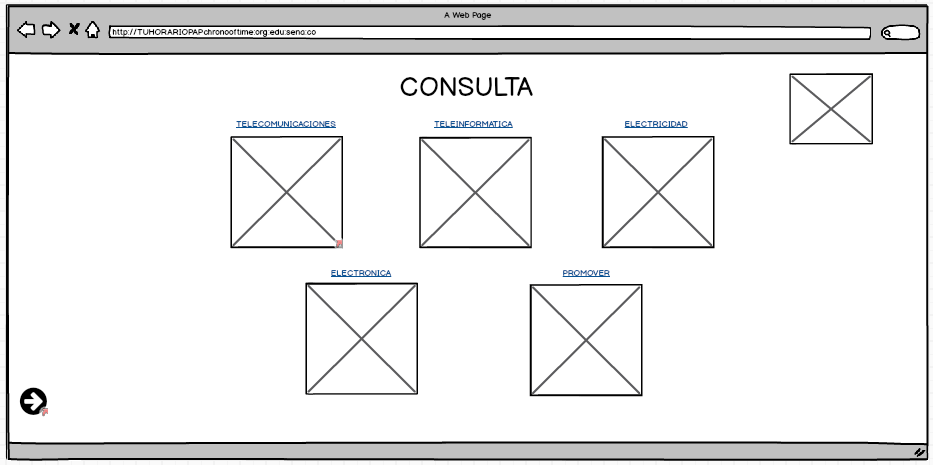 A Web Page
http://TUHORARIOPAPchronooftime.org.edu.sena.co
CONSULTA
TELECOMUNICACIONES
TELEINFORMATICA
ELECTRICIDAD
ELECTRONICA
PROMOVER